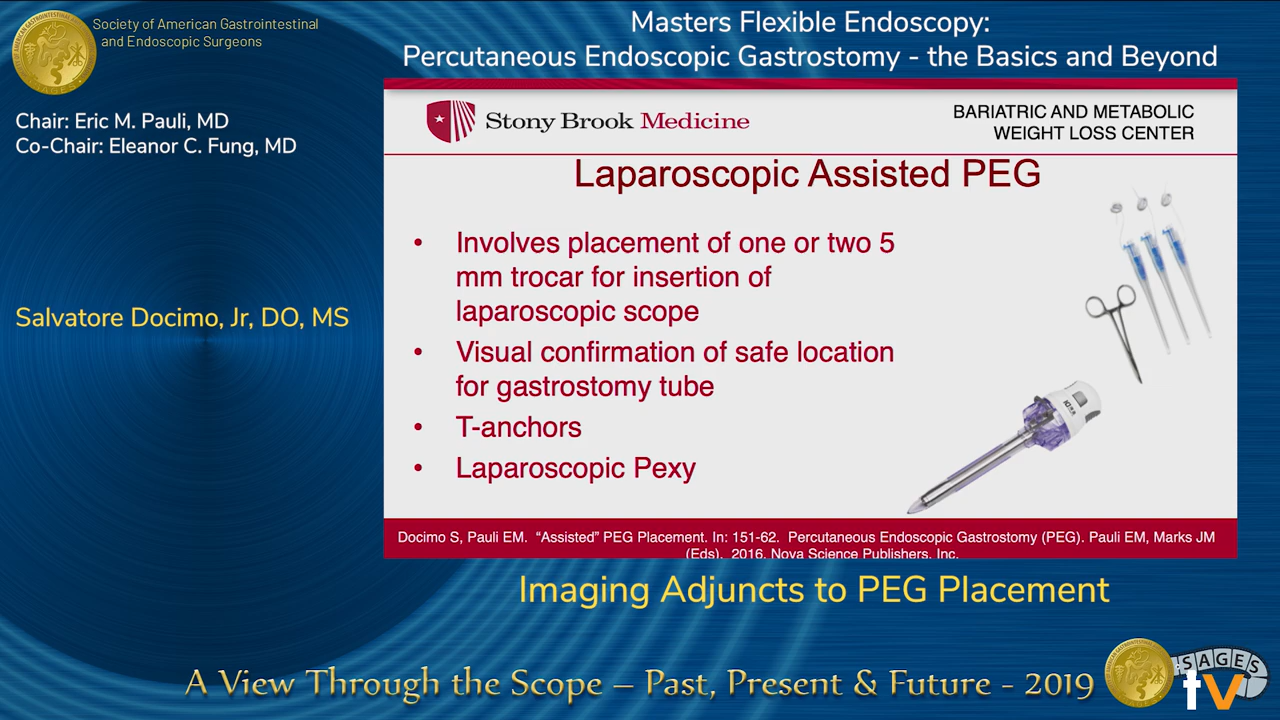 Society of American Gastrointestinal
and Endoscopic Surgeons
Masters Flexible Endoscopy:
Percutaneous Endoscopic Gastrostomy - the Basics and Beyond
Chair: Eric M. Pauli, MD
Co-Chair: Eleanor C. Fung, MD
Salvatore Docimo, Jr, DO, MS
Stony Brook Medicine
BARIATRIC AND METABOLIC
WEIGHT LOSS CENTER
Laparoscopic Assisted PEG
• Involves placement of one or two 5
mm trocar for insertion of
laparoscopic scope
• Visual confirmation of safe location
for gastrostomy tube
• T-anchors
• Laparoscopic Pexy
Docimo S, Pauli EM. “Assisted” PEG Placement. In: 151-62. Percutaneous Endoscopic Gastrostomy (PEG). Pauli EM, Marks JM
(Eds). 2016. Nova Science Publishers, Inc.
Imaging Adjuncts to PEG Placement
A View Through the Scope – Past, Present & Future - 2019
SAGES
tv